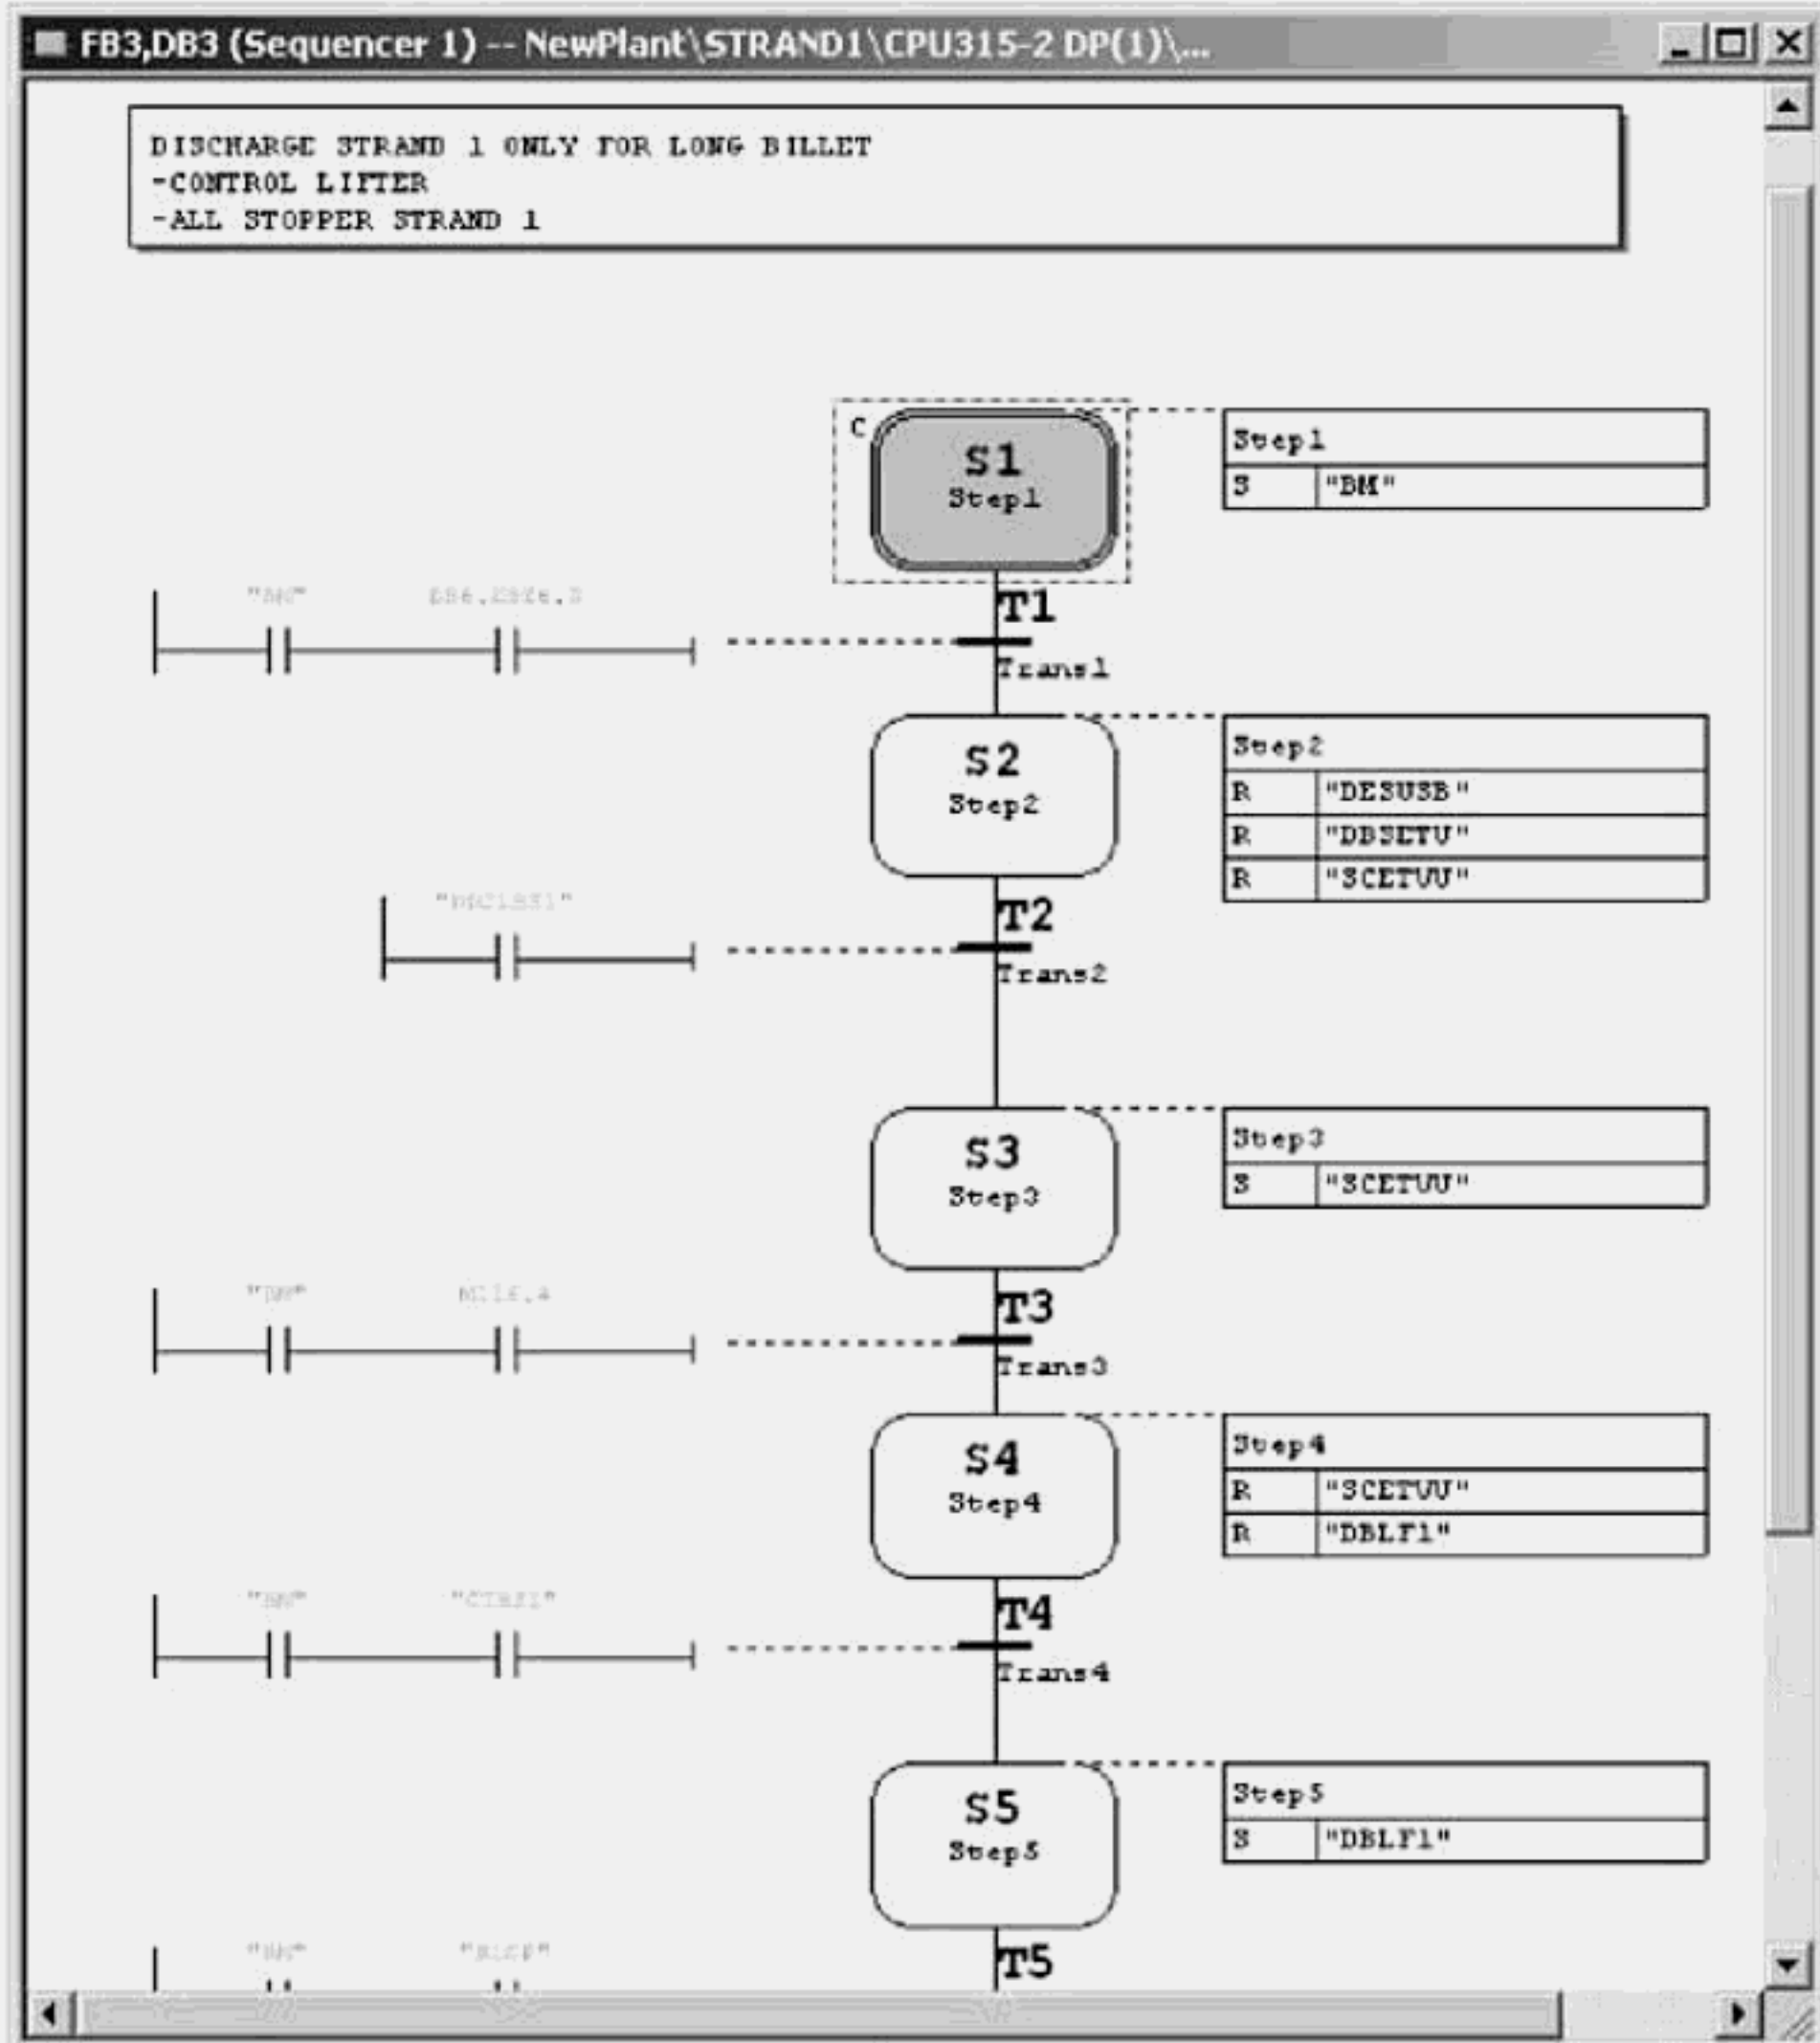 FB3,DB3 (Sequencer 1) -- NewPlant\STRAND1\CPU315-2 DP(1)\...
DISCHARGE STRAND 1 ONLY FOR LONG BILLET
-CONTROL LIFTER
-ALL STOPPER STRAND 1
C
S1
Step1
Step1
S "BM"
T1
Trans1
S2
Step2
Step2
R "DESUSB"
R "DBSETU"
R "SCETUU"
T2
Trans2
S3
Step3
Step3
S "SCETUU"
T3
Trans3
S4
Step4
Step4
R "SCETUU"
R "DBLF1"
T4
Trans4
S5
Step5
Step5
S "DBLF1"
T5